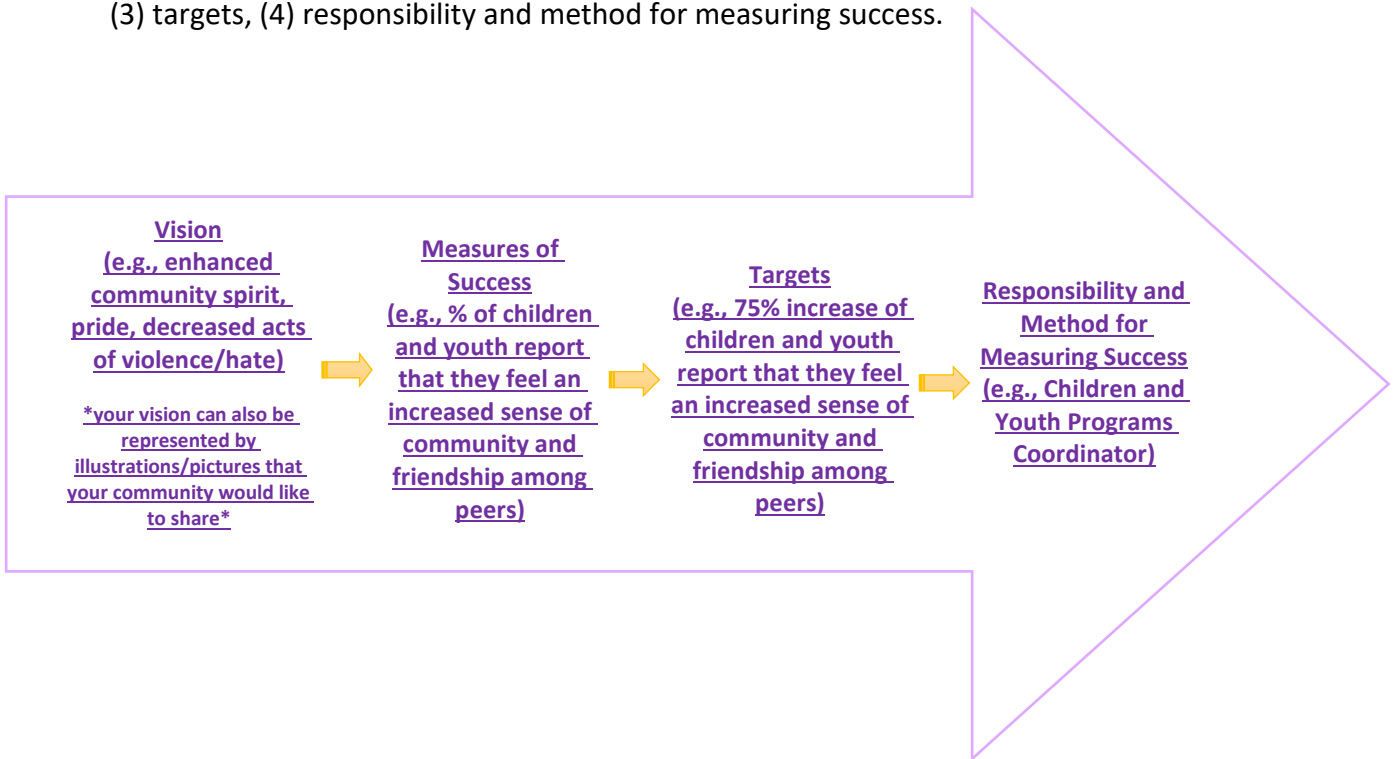 (3) targets, (4) responsibility and method for measuring success.
Vision
(e.g., enhanced
community spirit,
pride, decreased acts
of violence/hate)
*your vision can also be
represented by
illustrations/pictures that
your community would like
to share*
Measures of
Success
(e.g., % of children
and youth report
that they feel an
increased sense of
community and
friendship among
peers)
Targets
(e.g., 75% increase of
children and youth
report that they feel
an increased sense of
community and
friendship among
peers)
Responsibility and
Method for
Measuring Success
(e.g., Children and
Youth Programs
Coordinator)